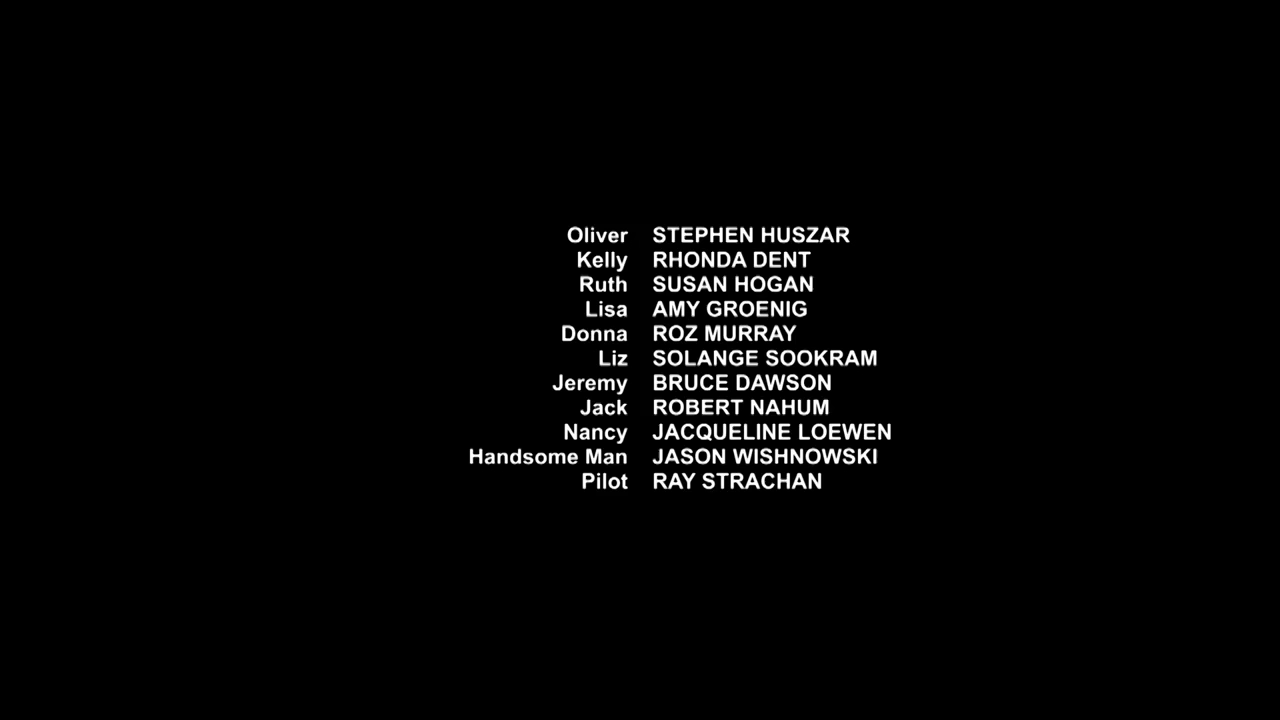 Oliver STEPHEN HUSZAR
Kelly RHONDA DENT
Ruth SUSAN HOGAN
Lisa AMY GROENIG
Donna ROZ MURRAY
Liz SOLANGE SOOKRAM
Jeremy BRUCE DAWSON
Jack ROBERT NAHUM
Nancy JACQUELINE LOEWEN
Handsome Man JASON WISHNOWSKI
Pilot RAY STRACHAN